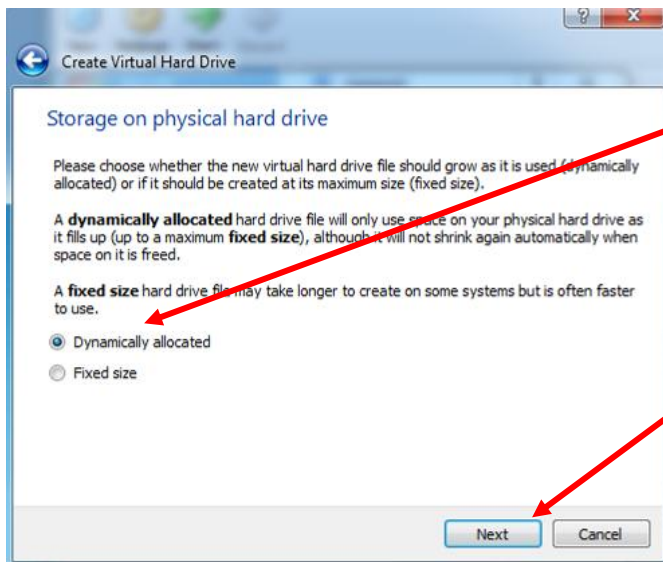 Create Virtual Hard Drive
Storage on physical hard drive
Please choose whether the new virtual hard drive file should grow as it is used (dynamically
allocated) or if it should be created at its maximum size (fixed size).
A dynamically allocated hard drive file will only use space on your physical hard drive as
it fills up (up to a maximum fixed size), although it will not shrink again automatically when
space on it is freed.
A fixed size hard drive file may take longer to create on some systems but is often faster
to use.
Dynamically allocated
Fixed size
Next Cancel